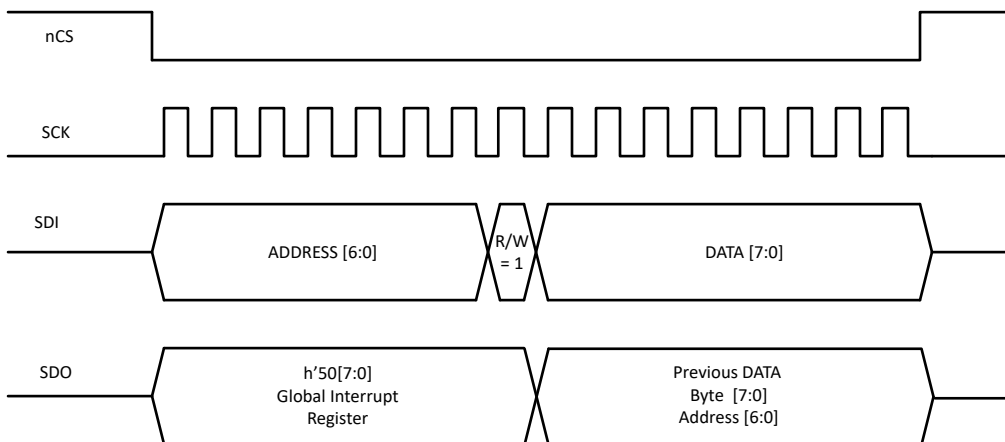 nCS
SCK
SDI
ADDRESS [6:0]
R/W
= 1
DATA [7:0]
SDO
h’50[7:0]
Global Interrupt
Register
Previous DATA
Byte [7:0]
Address [6:0]